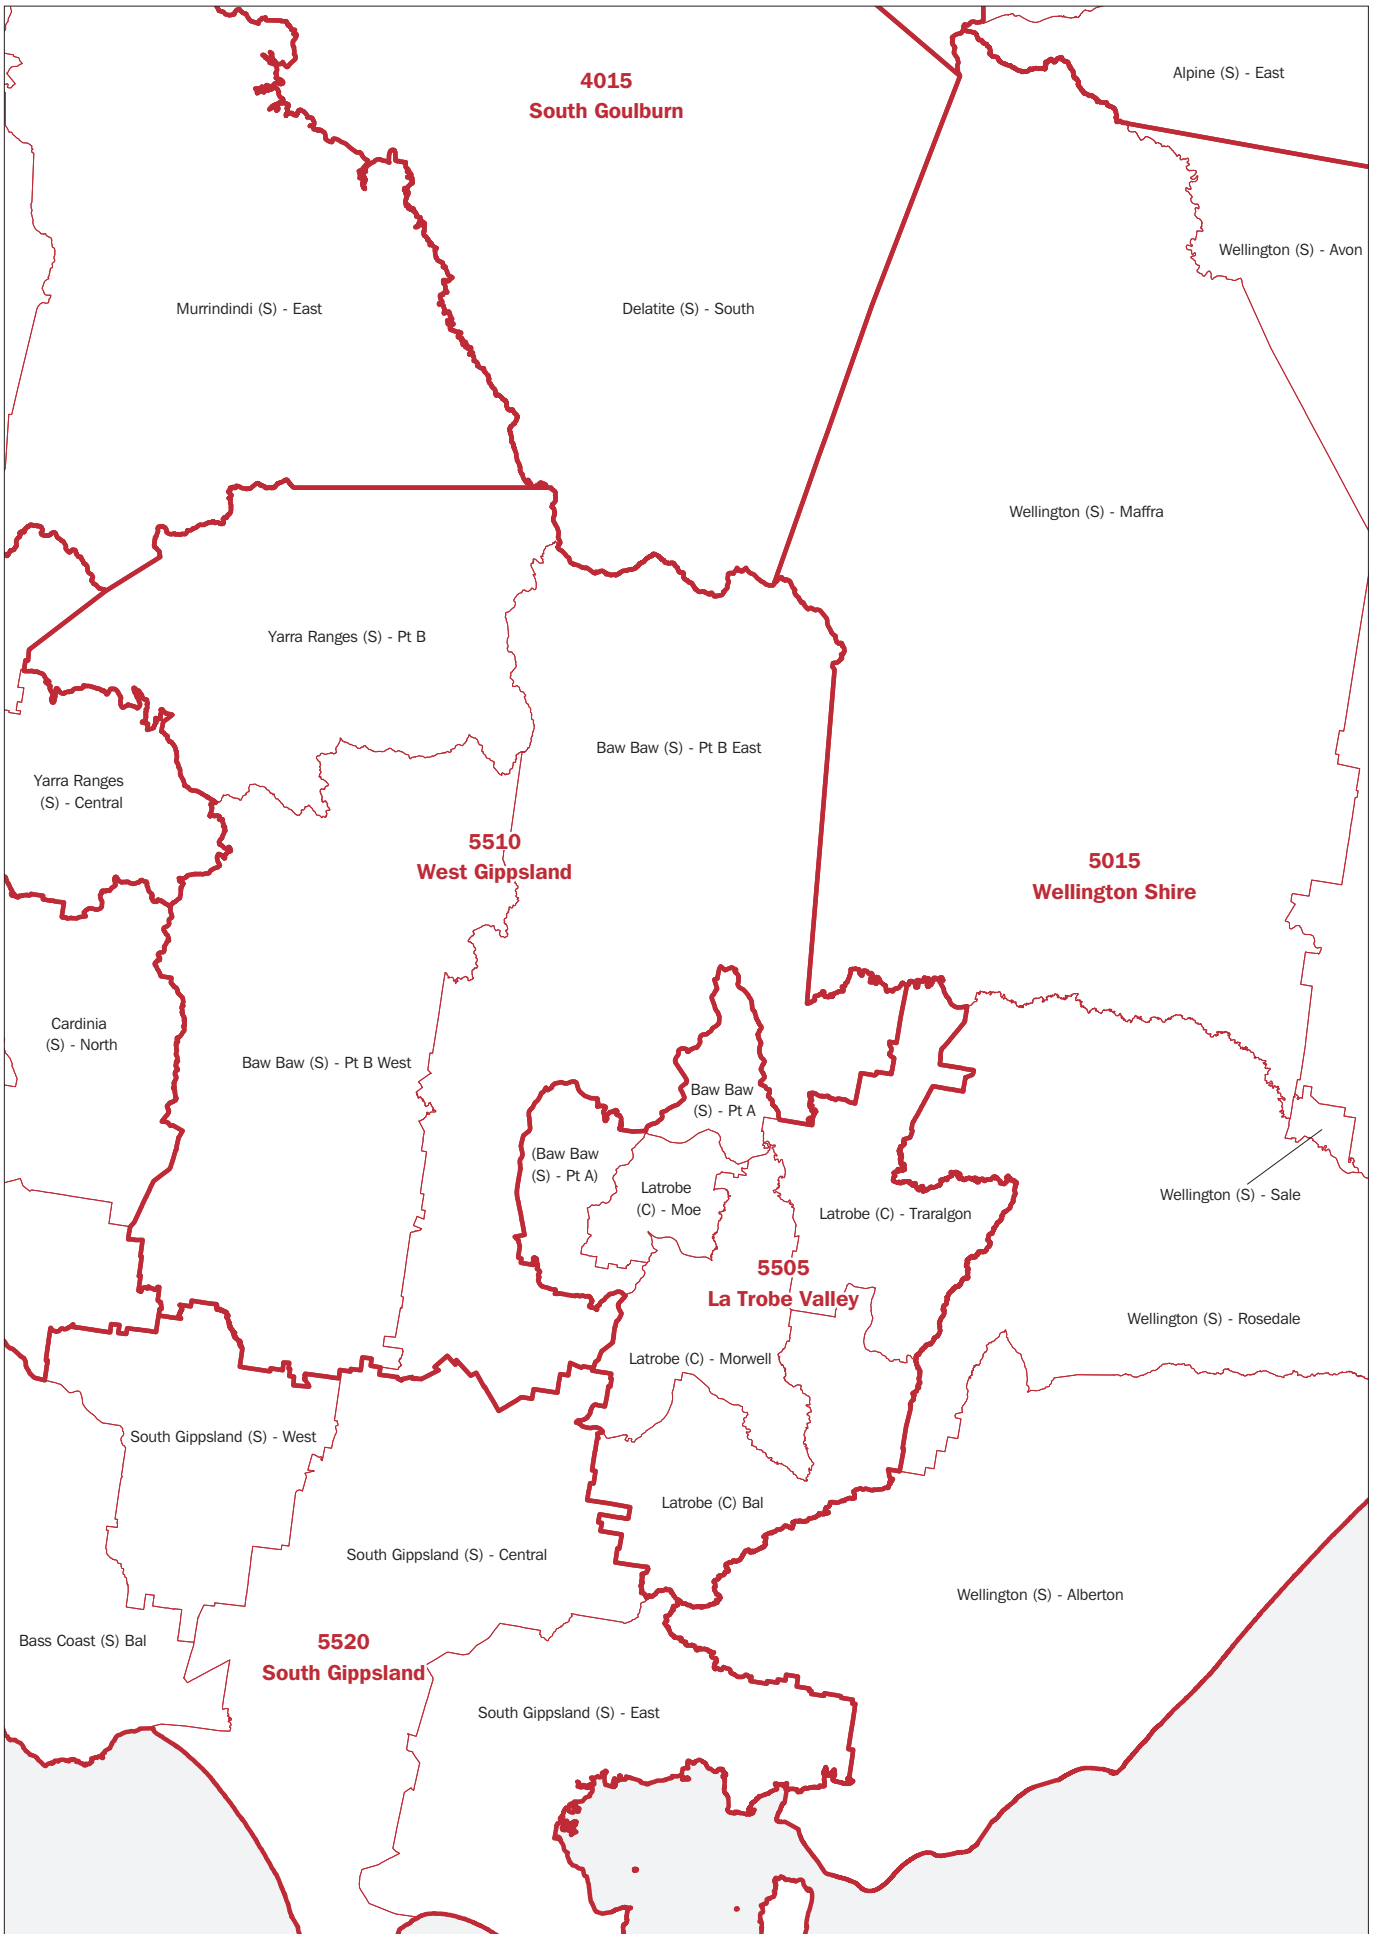 4015
South Goulburn
Alpine (S) - East
Wellington (S) - Avon
Murrindindi (S) - East
Delatite (S) - South
Wellington (S) - Maffra
Yarra Ranges (S) - Pt B
Baw Baw (S) - Pt B East
Yarra Ranges
(S) - Central
5510
West Gippsland
5015
Wellington Shire
Cardinia
(S) - North
Baw Baw (S) - Pt B West
Baw Baw
(S) - Pt A
(Baw Baw
(S) - Pt A)
Latrobe
(C) - Moe
Wellington (S) - Sale
Latrobe (C) - Traralgon
5505
La Trobe Valley
Wellington (S) - Rosedale
Latrobe (C) - Morwell
South Gippsland (S) - West
Latrobe (C) Bal
South Gippsland (S) - Central
Wellington (S) - Alberton
Bass Coast (S) Bal
5520
South Gippsland
South Gippsland (S) - East